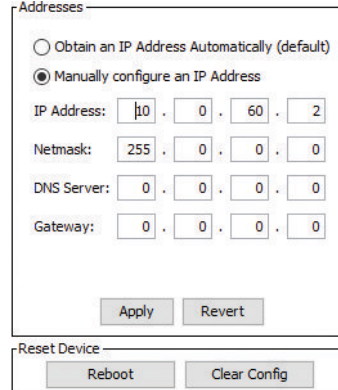 Addresses
Obtain an IP Address Automatically (default)
Manually configure an IP Address
IP Address: 10 . 0 . 60 . 2
Netmask: 255 . 0 . 0 . 0
DNS Server: 0 . 0 . 0 . 0
Gateway: 0 . 0 . 0 . 0
Apply Revert
Reset Device
Reboot Clear Config